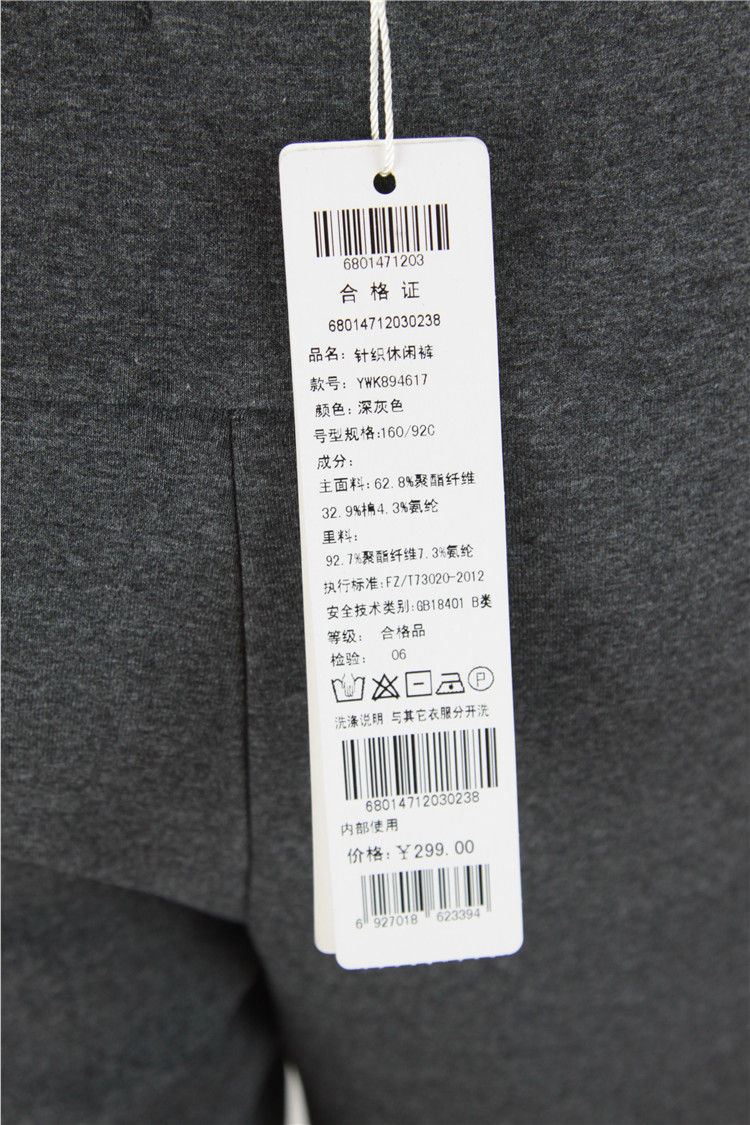 6801471203
合格证
68014712030238
品名：针织休闲裤
款号：YWK894617
颜色：深灰色
号型规格:160/92C
成分：
主面料：62.8%聚酯纤维
32.9%棉4.3%氨纶
里料：
92.7%聚酯纤维7.3%氨纶
执行标准:FZ/T73020-2012
安全技术类别:GB18401 B类
等级： 合格品
检验： 06
P
洗涤说明 与其它衣服分开洗
68014712030238
内部使用
价格：￥299.00
6 927018 623394